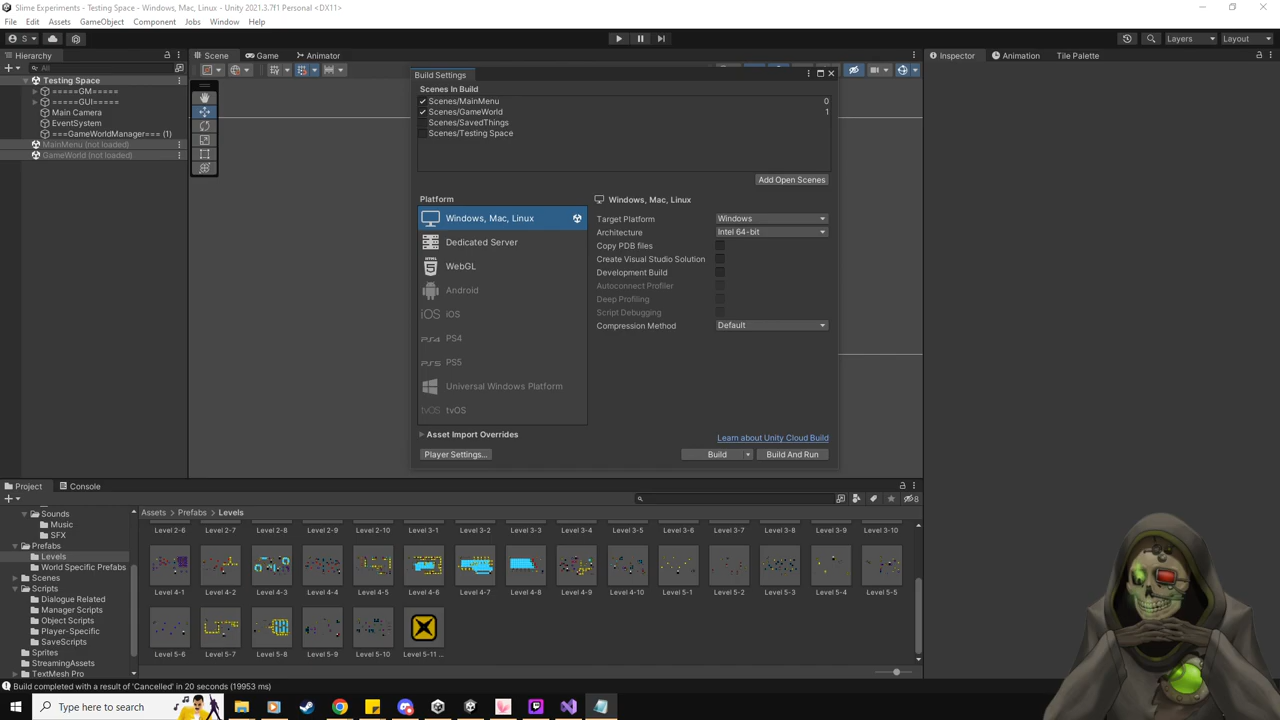 Slime Experiments - Testing Space - Windows, Mac, Linux - Unity 2021.3.7f1 Personal <DX11>
File Edit Assets GameObject Component Jobs Window Help
S Layers Layout
Hierarchy
All
Testing Space
=====GM=====
=====GUI=====
Main Camera
EventSystem
===GameWorldManager=== (1)
MainMenu (not loaded)
GameWorld (not loaded)
Scene Game Animator
Build Settings
Scenes In Build
Scenes/MainMenu 0
Scenes/GameWorld 1
Scenes/SavedThings
Scenes/Testing Space
Add Open Scenes
Platform
Windows, Mac, Linux
Dedicated Server
WebGL
Android
iOS iOS
PS4 PS4
PS5 PS5
Universal Windows Platform
tvOS tvOS
Windows, Mac, Linux
Target Platform Windows
Architecture Intel 64-bit
Copy PDB files
Create Visual Studio Solution
Development Build
Autoconnect Profiler
Deep Profiling
Script Debugging
Compression Method Default
Asset Import Overrides
Learn about Unity Cloud Build
Player Settings... Build Build And Run
Inspector Animation Tile Palette
Project Console
8
Sounds
Music
SFX
Prefabs
Levels
World Specific Prefabs
Scenes
Scripts
Dialogue Related
Manager Scripts
Object Scripts
Player-Specific
SaveScripts
Sprites
StreamingAssets
TextMesh Pro
Assets Prefabs Levels
Level 2-6 Level 2-7 Level 2-8 Level 2-9 Level 2-10 Level 3-1 Level 3-2 Level 3-3 Level 3-4 Level 3-5 Level 3-6 Level 3-7 Level 3-8 Level 3-9 Level 3-10
Level 4-1 Level 4-2 Level 4-3 Level 4-4 Level 4-5 Level 4-6 Level 4-7 Level 4-8 Level 4-9 Level 4-10 Level 5-1 Level 5-2 Level 5-3 Level 5-4 Level 5-5
Level 5-6 Level 5-7 Level 5-8 Level 5-9 Level 5-10 Level 5-11 ...
Build completed with a result of 'Cancelled' in 20 seconds (19953 ms)
Type here to search